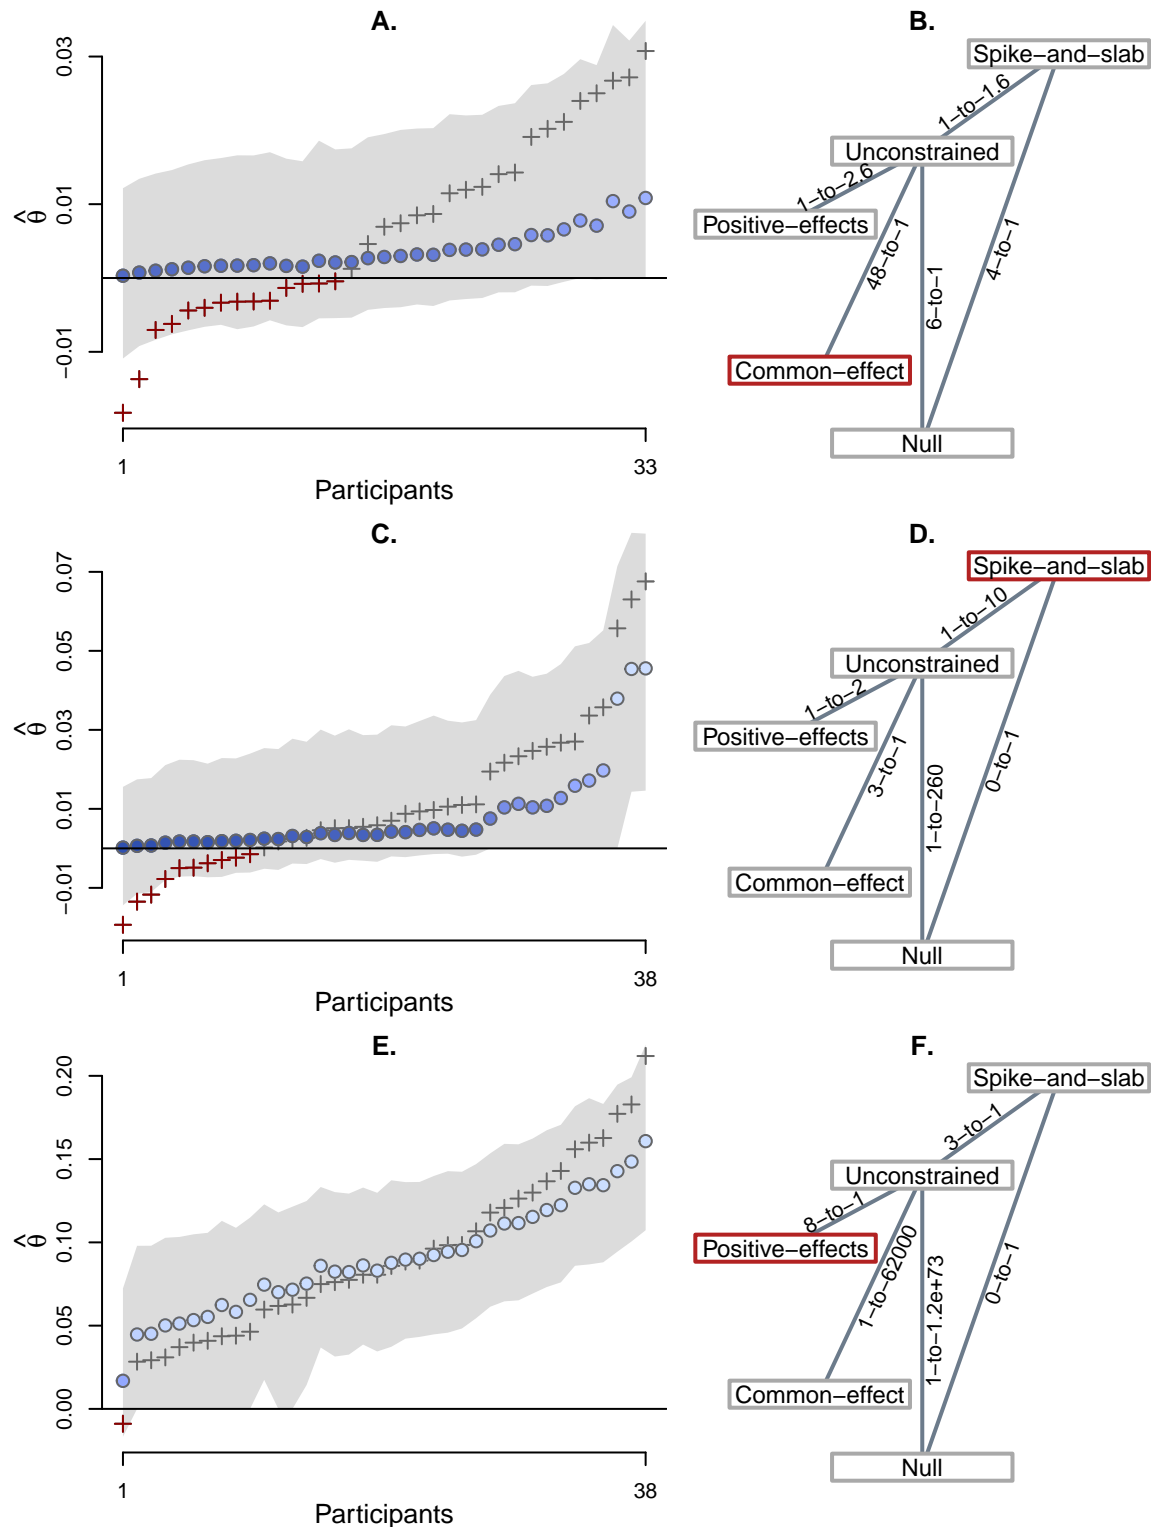 A.
0.03
0.01
−0.01
θ̂
1
33
Participants
B.
Spike−and−slab
1−to−1.6
Unconstrained
1−to−2.6
Positive−effects
48−to−1
6−to−1
4−to−1
Common−effect
Null
C.
0.07
0.05
0.03
0.01
−0.01
θ̂
1
38
Participants
D.
Spike−and−slab
1−to−10
Unconstrained
1−to−2
Positive−effects
3−to−1
1−to−260
0−to−1
Common−effect
Null
E.
0.20
0.15
0.10
0.05
0.00
θ̂
1
38
Participants
F.
Spike−and−slab
3−to−1
Unconstrained
8−to−1
Positive−effects
1−to−62000
1−to−1.2e+73
0−to−1
Common−effect
Null